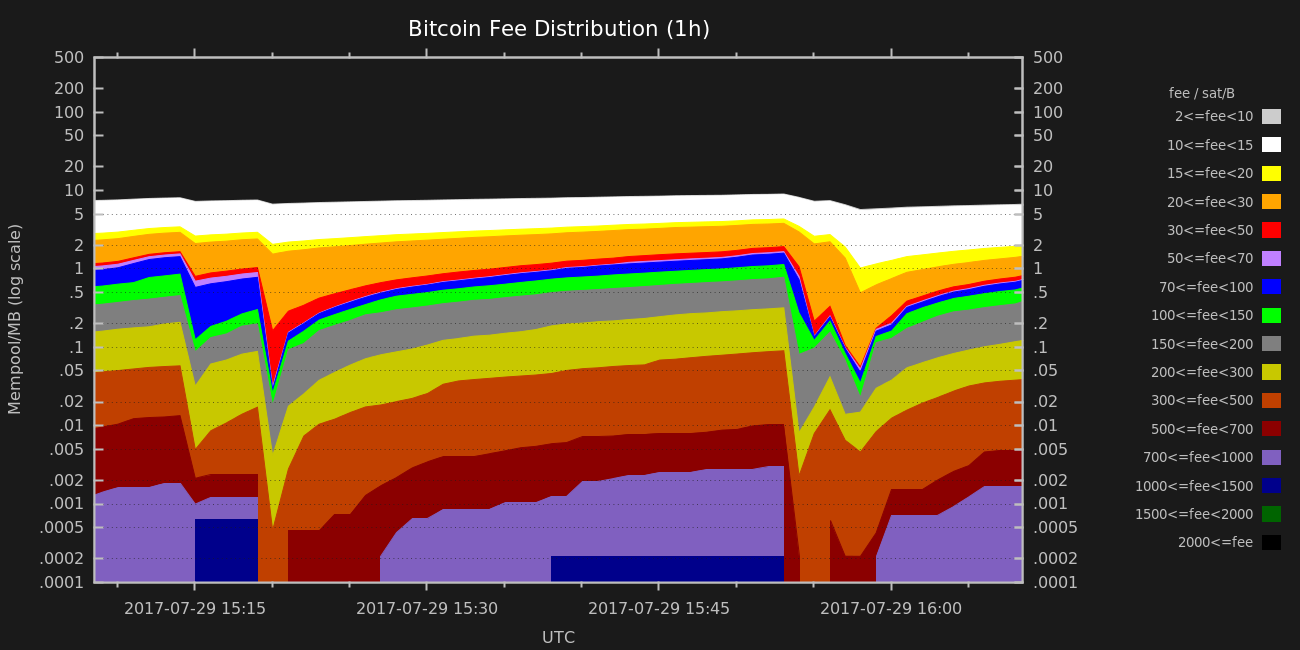 Bitcoin Fee Distribution (1h)
500
200
100
50
20
10
5
2
1
.5
.2
.1
.05
.02
.01
.005
.002
.001
.0005
.0002
.0001
Mempool/MB (log scale)
500
200
100
50
20
10
5
2
1
.5
.2
.1
.05
.02
.01
.005
.002
.001
.0005
.0002
.0001
2017-07-29 15:15
2017-07-29 15:30
2017-07-29 15:45
2017-07-29 16:00
UTC
fee / sat/B
2<=fee<10
10<=fee<15
15<=fee<20
20<=fee<30
30<=fee<50
50<=fee<70
70<=fee<100
100<=fee<150
150<=fee<200
200<=fee<300
300<=fee<500
500<=fee<700
700<=fee<1000
1000<=fee<1500
1500<=fee<2000
2000<=fee